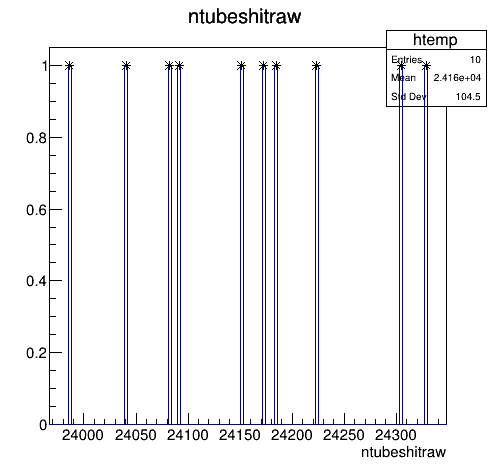 ntubeshitraw
htemp
Entries 10
Mean 2.416e+04
Std Dev 104.5
1
0.8
0.6
0.4
0.2
0
24000 24050 24100 24150 24200 24250 24300
ntubeshitraw